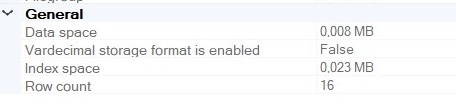 General
Data space 0,008 MB
Vardecimal storage format is enabled False
Index space 0,023 MB
Row count 16